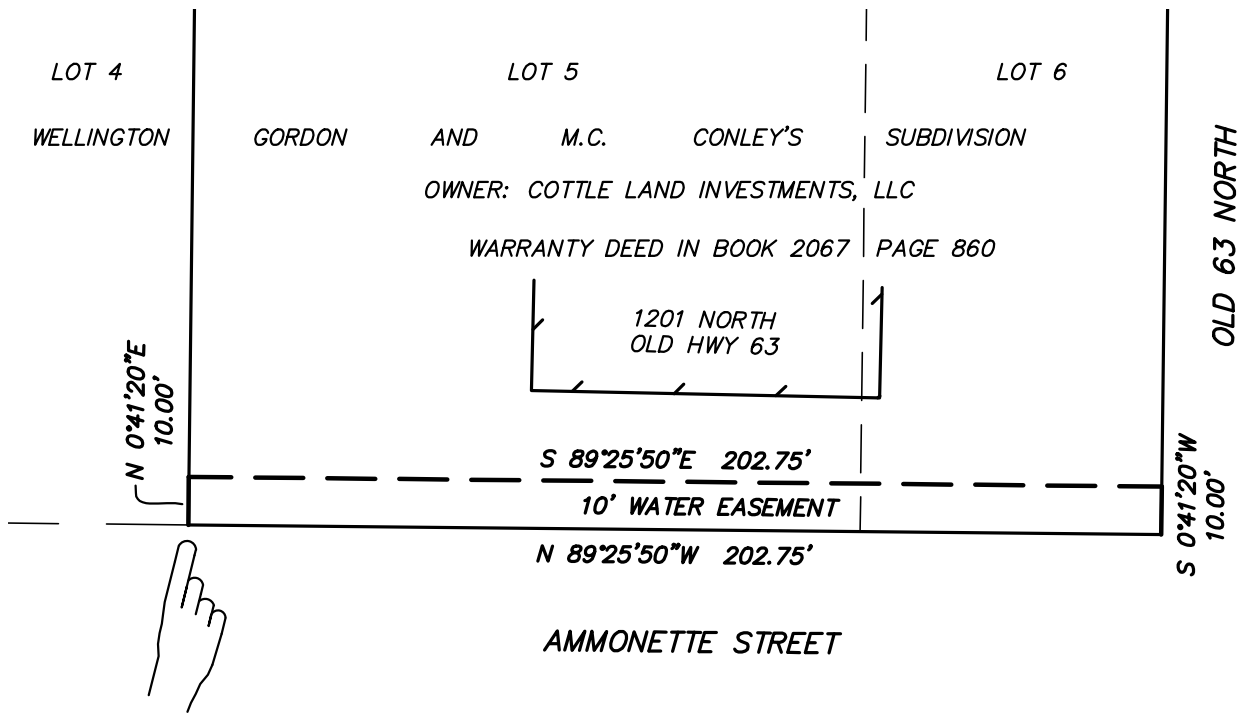 LOT 4 LOT 5 LOT 6
WELLINGTON GORDON AND M.C. CONLEY'S SUBDIVISION
OWNER: COTTLE LAND INVESTMENTS, LLC
WARRANTY DEED IN BOOK 2067 PAGE 860
1201 NORTH
OLD HWY 63
OLD 63 NORTH
N 0°41'20"E
10.00'
S 89°25'50"E 202.75'
10' WATER EASEMENT
N 89°25'50"W 202.75'
S 0°41'20"W
10.00'
AMMONETTE STREET